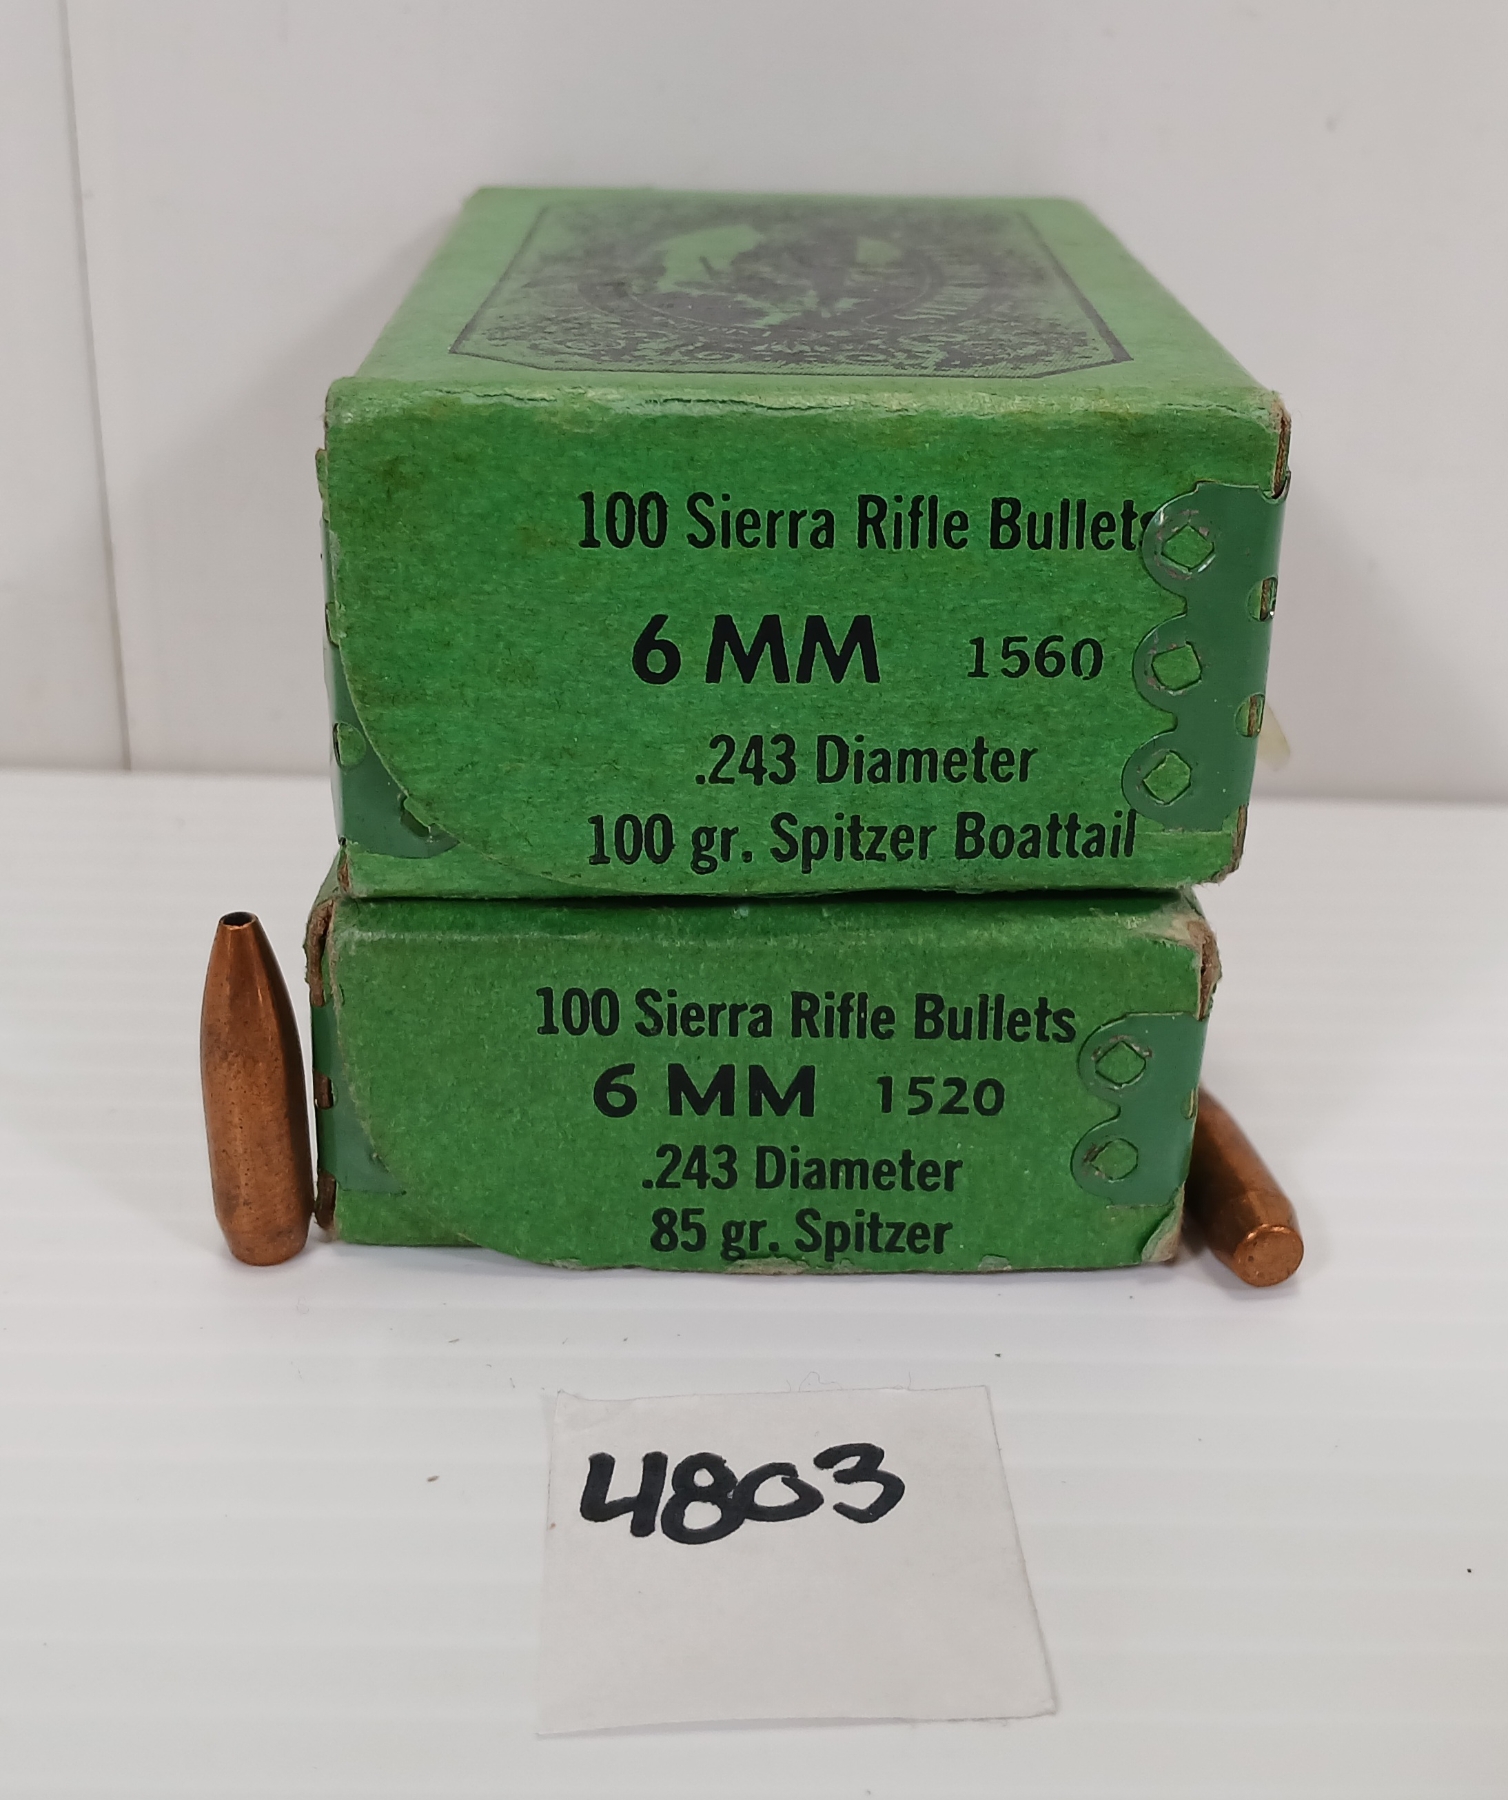 100 Sierra Rifle Bullets
6 MM 1560
.243 Diameter
100 gr. Spitzer Boattail
100 Sierra Rifle Bullets
6 MM 1520
.243 Diameter
85 gr. Spitzer
4803